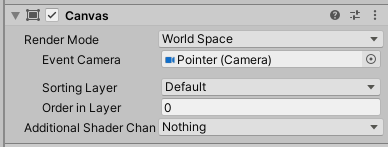 Canvas
Render Mode World Space
Event Camera Pointer (Camera)
Sorting Layer Default
Order in Layer 0
Additional Shader Chan Nothing